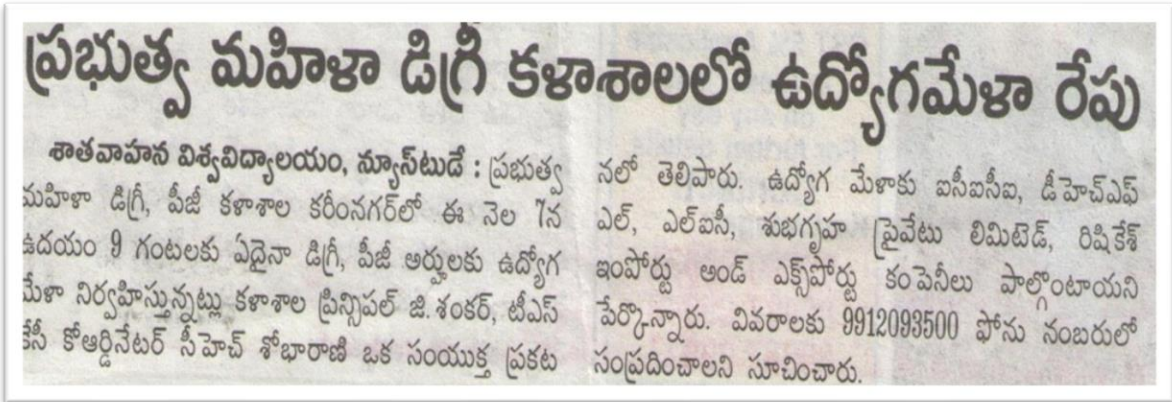 ప్రభుత్వ మహిళా డిగ్రీ కళాశాలలో ఉద్యోగమేళా రేపు
శాతవాహన విశ్వవిద్యాలయం, న్యూస్‌టుడే : ప్రభుత్వ
మహిళా డిగ్రీ, పీజీ కళాశాల కరీంనగర్‌లో ఈ నెల 7న
ఉదయం 9 గంటలకు ఏదైనా డిగ్రీ, పీజీ అర్హులకు ఉద్యోగ
మేళా నిర్వహిస్తున్నట్లు కళాశాల ప్రిన్సిపల్ జి.శంకర్, టీఎస్
కేసీ కోఆర్డినేటర్ సీహెచ్ శోభారాణి ఒక సంయుక్త ప్రకట
నలో తెలిపారు. ఉద్యోగ మేళాకు ఐసీఐసీఐ, డీహెచ్ఎఫ్
ఎల్, ఎల్ఐసీ, శుభగృహ ప్రైవేటు లిమిటెడ్, రిషికేశ్
ఇంపోర్టు అండ్ ఎక్స్‌పోర్టు కంపెనీలు పాల్గొంటాయని
పేర్కొన్నారు. వివరాలకు 9912093500 ఫోను నంబరులో
సంప్రదించాలని సూచించారు.